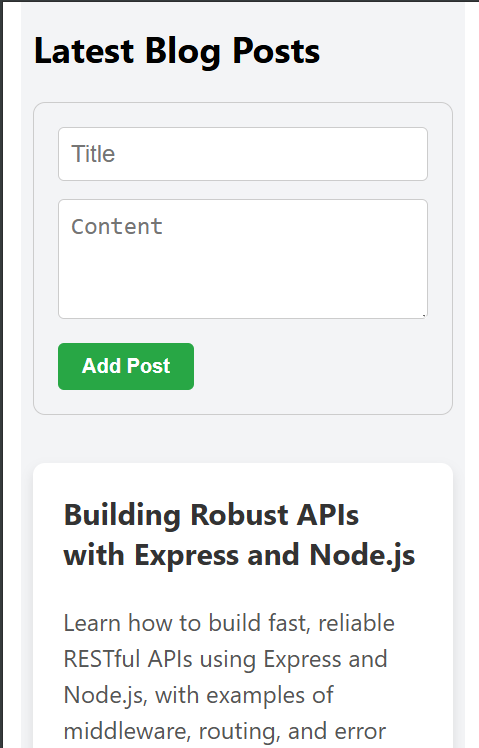 Latest Blog Posts
Title
Content
Add Post
Building Robust APIs
with Express and Node.js
Learn how to build fast, reliable
RESTful APIs using Express and
Node.js, with examples of
middleware, routing, and error